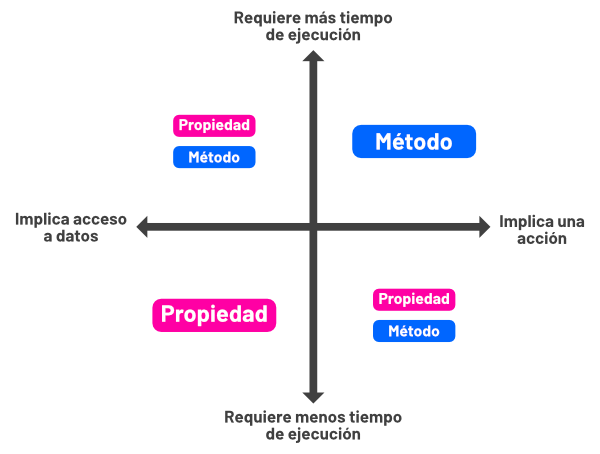 Requiere más tiempo
de ejecución
Propiedad
Método
Método
Implica acceso
a datos
Implica una
acción
Propiedad
Propiedad
Método
Requiere menos tiempo
de ejecución